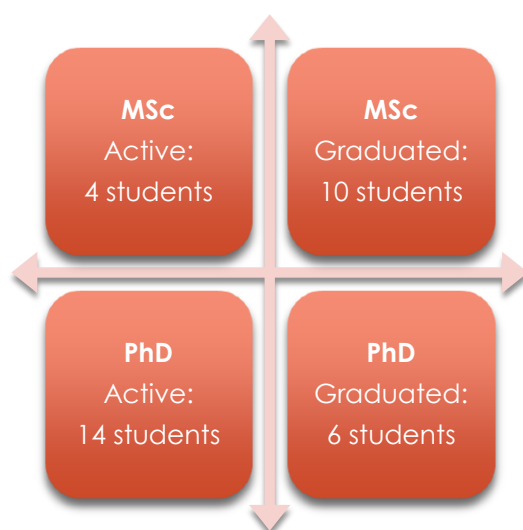 MSc
Active:
4 students
MSc
Graduated:
10 students
PhD
Active:
14 students
PhD
Graduated:
6 students